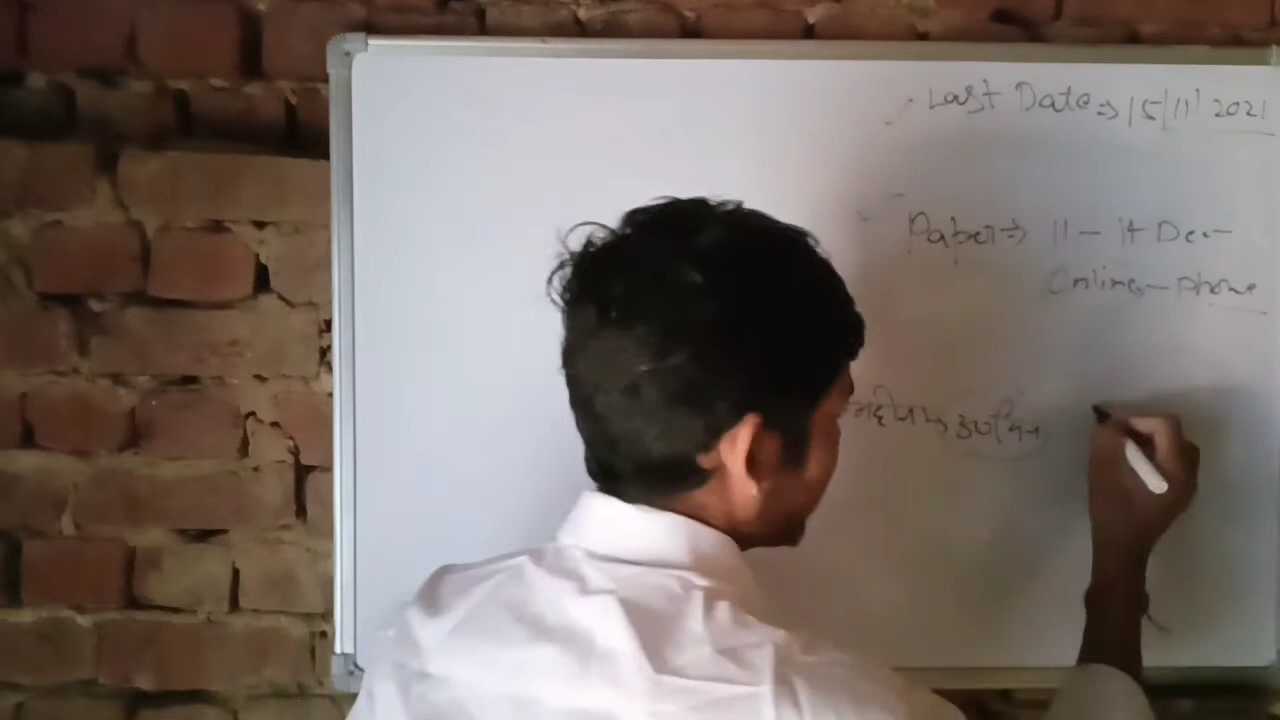 Last Date ⇒ 15/11/2021
Paper ⇒ 11 - 14 Dec -
Online - phone